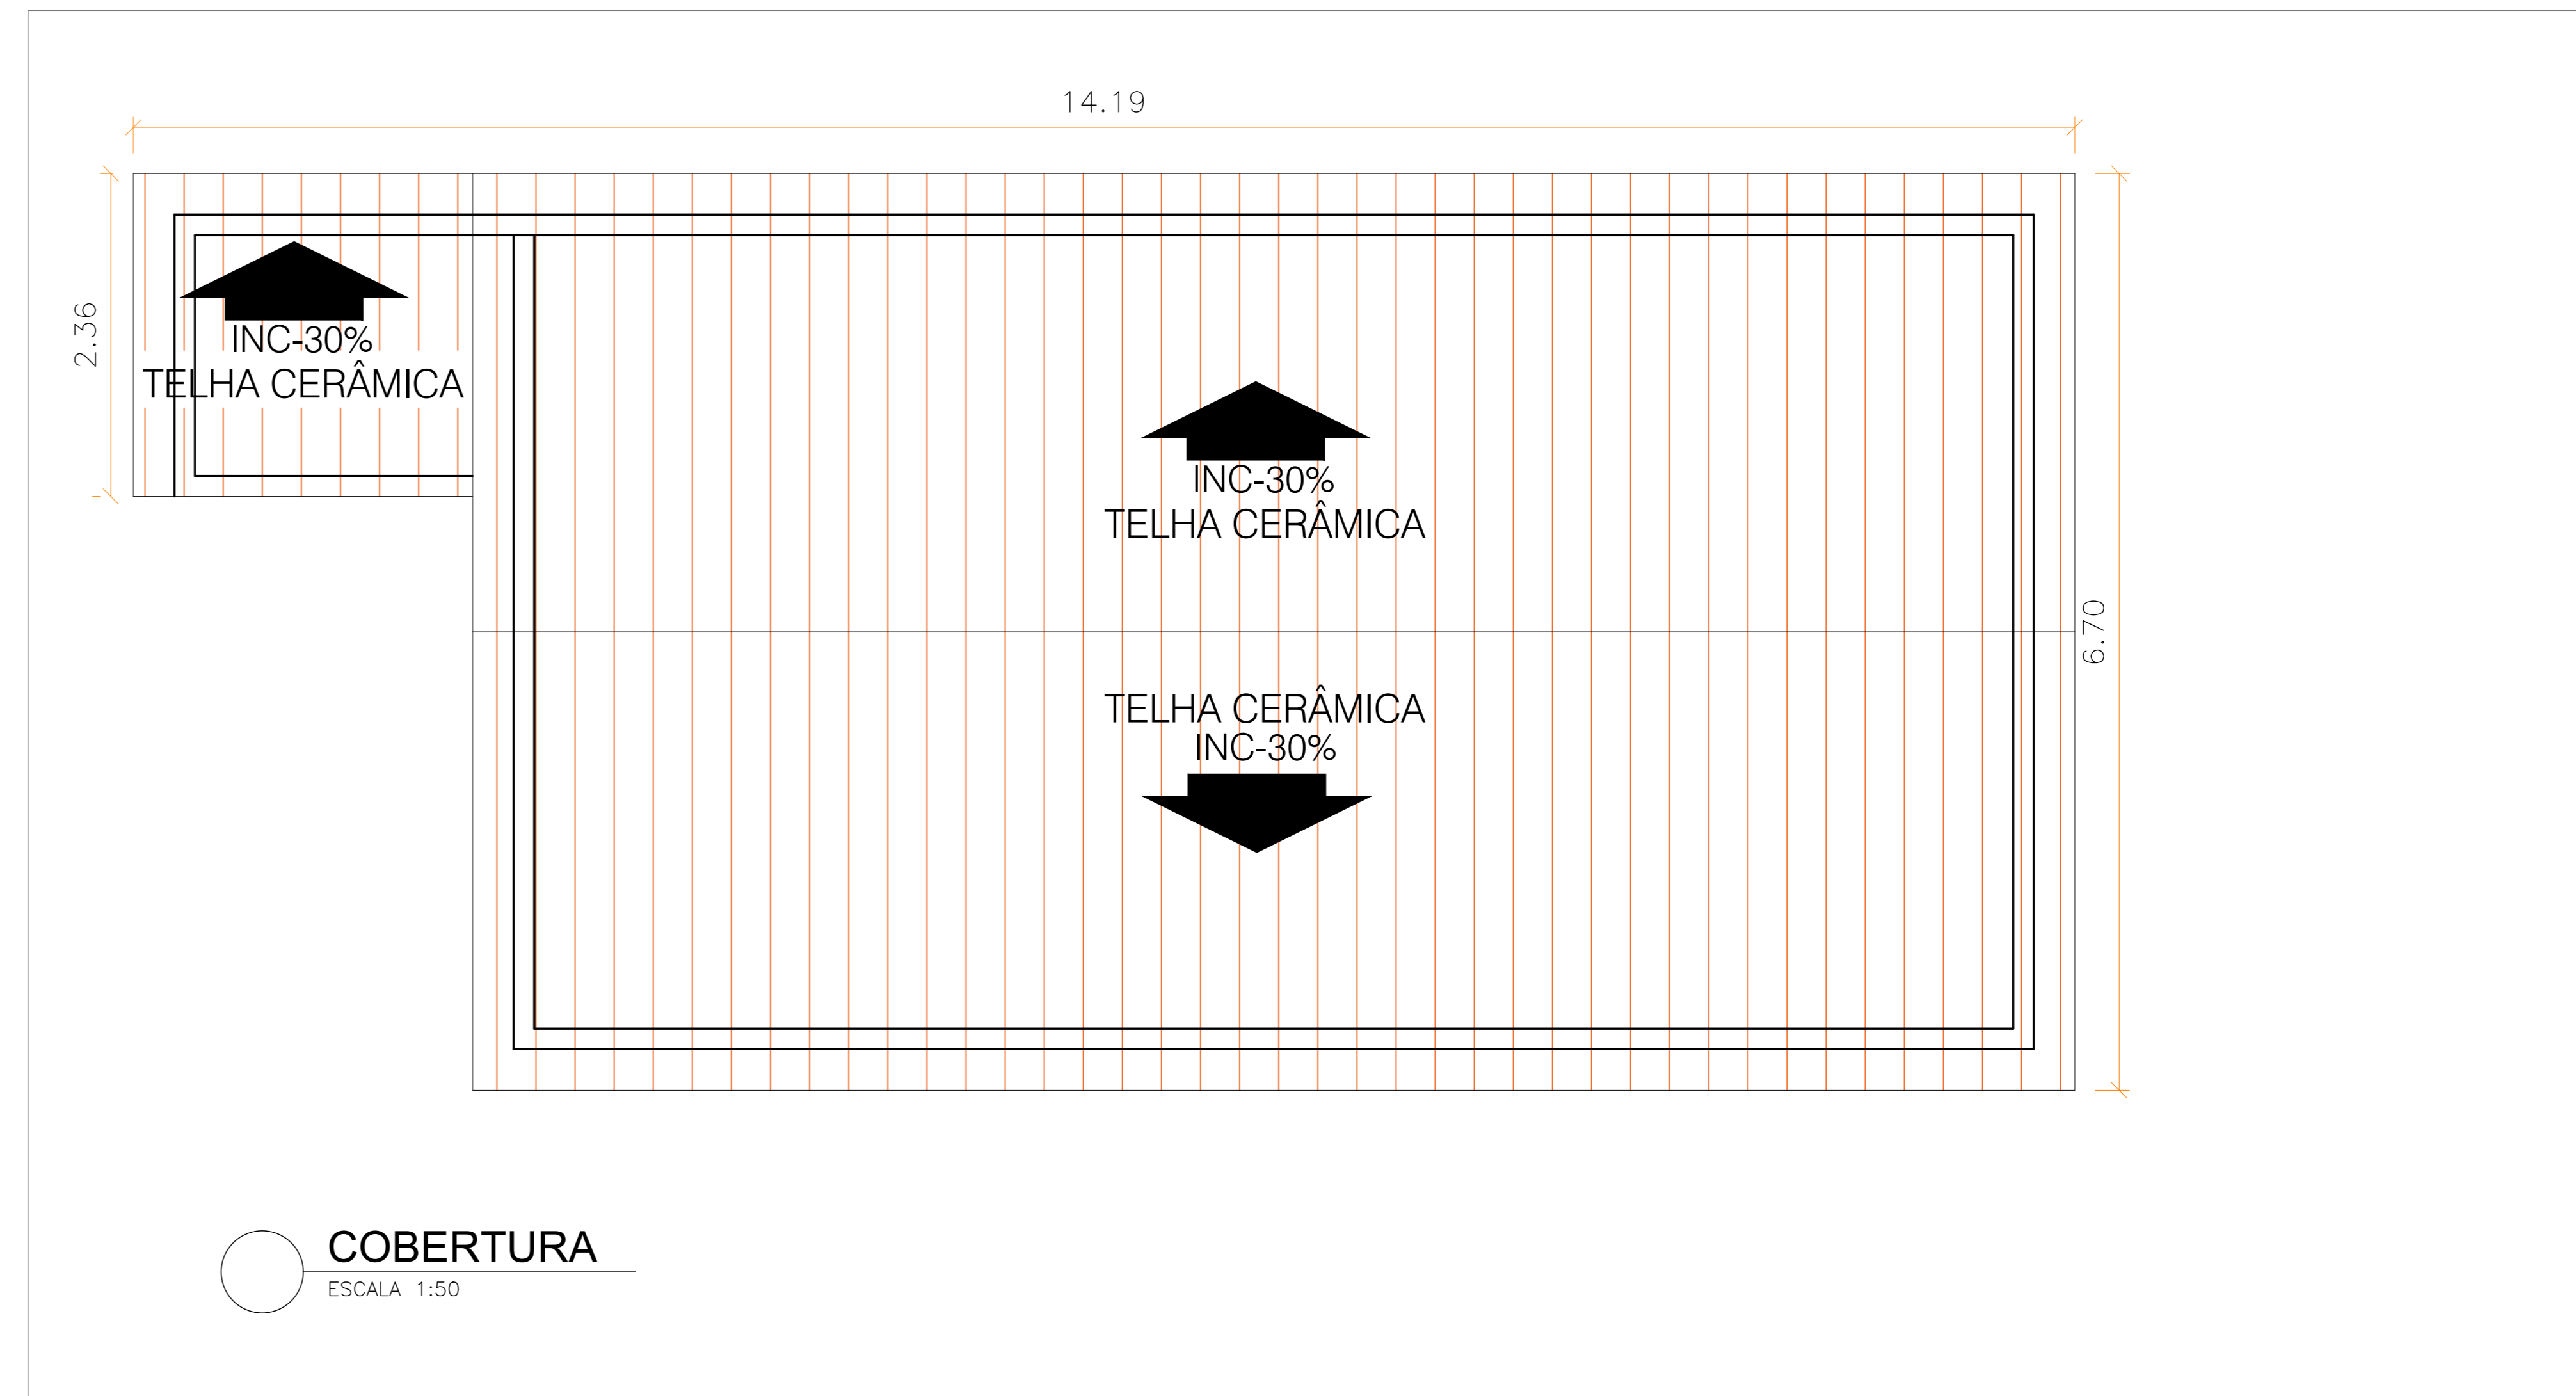 14.19
2.36
INC-30%
TELHA CERÂMICA
INC-30%
TELHA CERÂMICA
6.70
TELHA CERÂMICA
INC-30%
COBERTURA
ESCALA 1:50